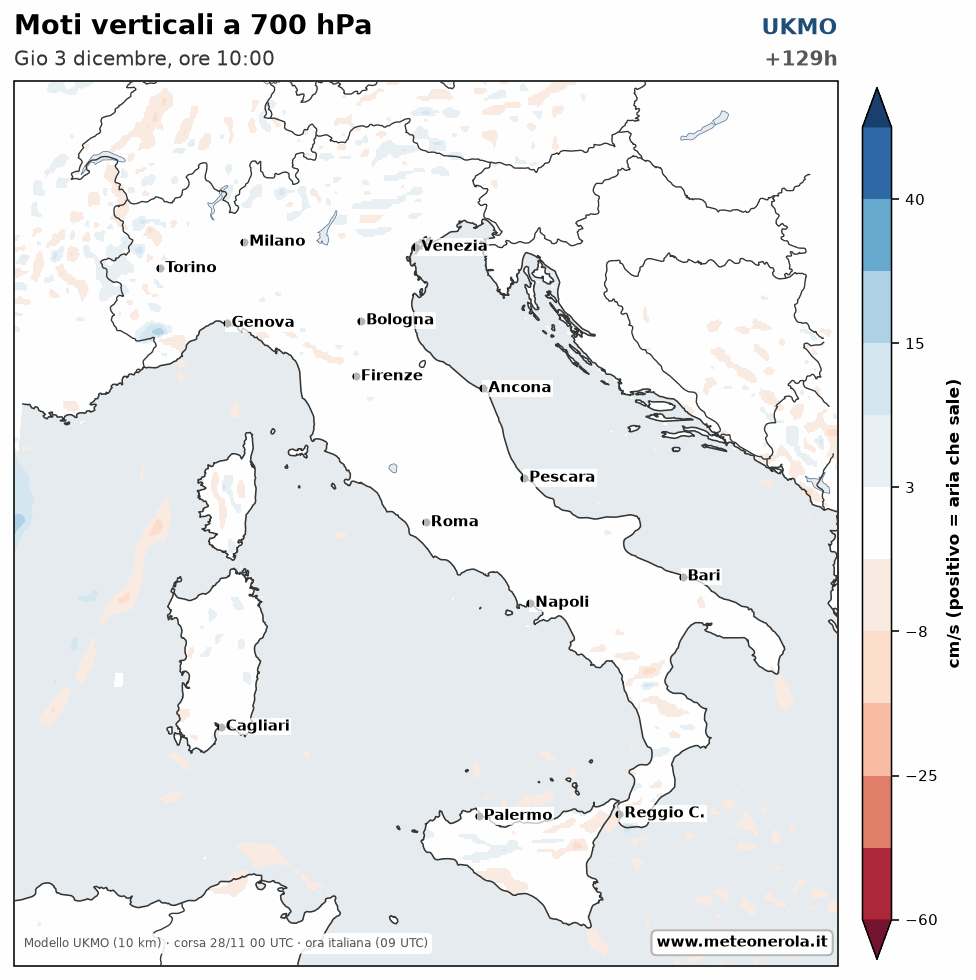 Moti verticali a 700 hPa
UKMO
Gio 3 dicembre, ore 10:00
+129h
Milano
Venezia
Torino
Genova
Bologna
Firenze
Ancona
Pescara
Roma
Bari
Napoli
Cagliari
Palermo
Reggio C.
40
15
3
−8
−25
−60
cm/s (positivo = aria che sale)
Modello UKMO (10 km) · corsa 28/11 00 UTC · ora italiana (09 UTC)
www.meteonerola.it